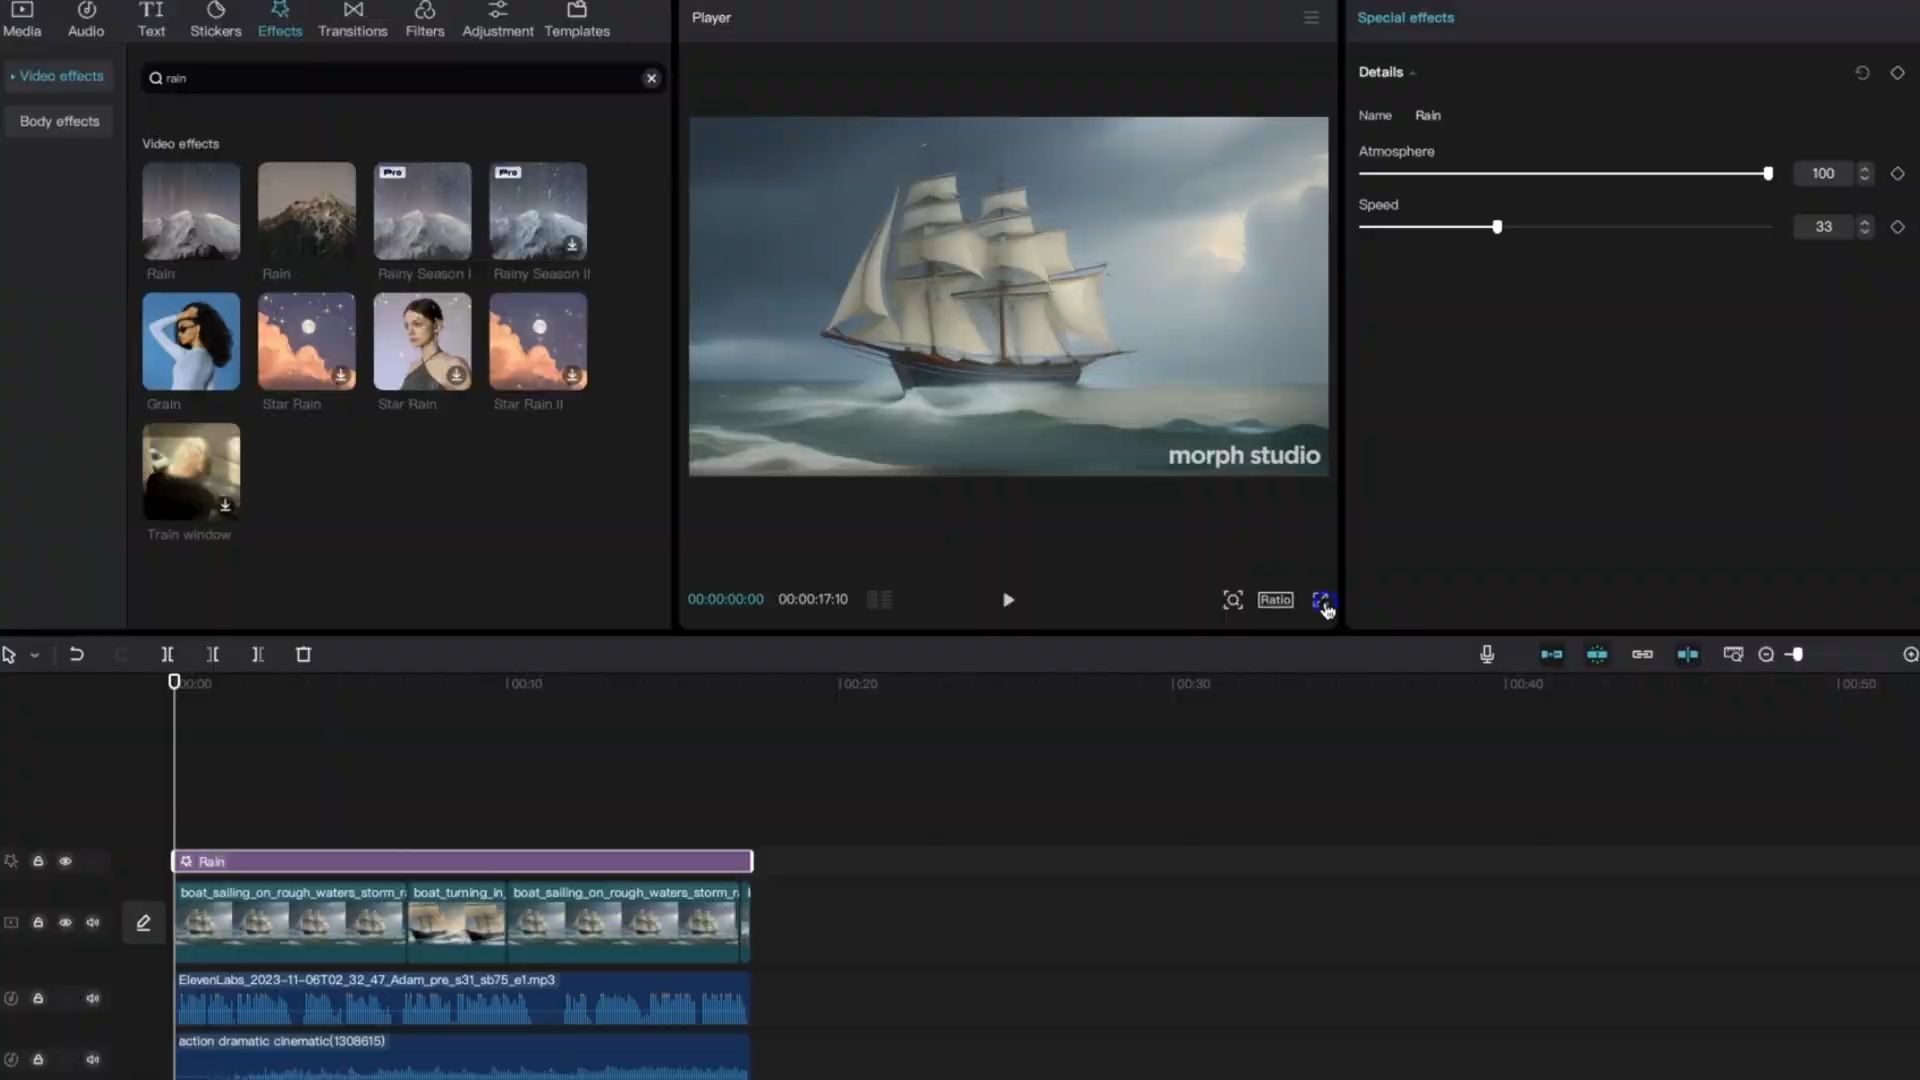 Media
Audio
Text
Stickers
Effects
Transitions
Filters
Adjustment
Templates
Video effects
Body effects
rain
Video effects
Pro
Pro
Rain
Rain
Rainy Season I
Rainy Season II
Grain
Star Rain
Star Rain
Star Rain II
Train window
Player
morph studio
00:00:00:00 00:00:17:10
Ratio
Special effects
Details
Name Rain
Atmosphere
100
Speed
33
00:00
00:10
00:20
00:30
00:40
00:50
Rain
boat_sailing_on_rough_waters_storm_r
boat_turning_in_
boat_sailing_on_rough_waters_storm_r
ElevenLabs_2023-11-06T02_32_47_Adam_pre_s31_sb75_e1.mp3
action dramatic cinematic(1308615)